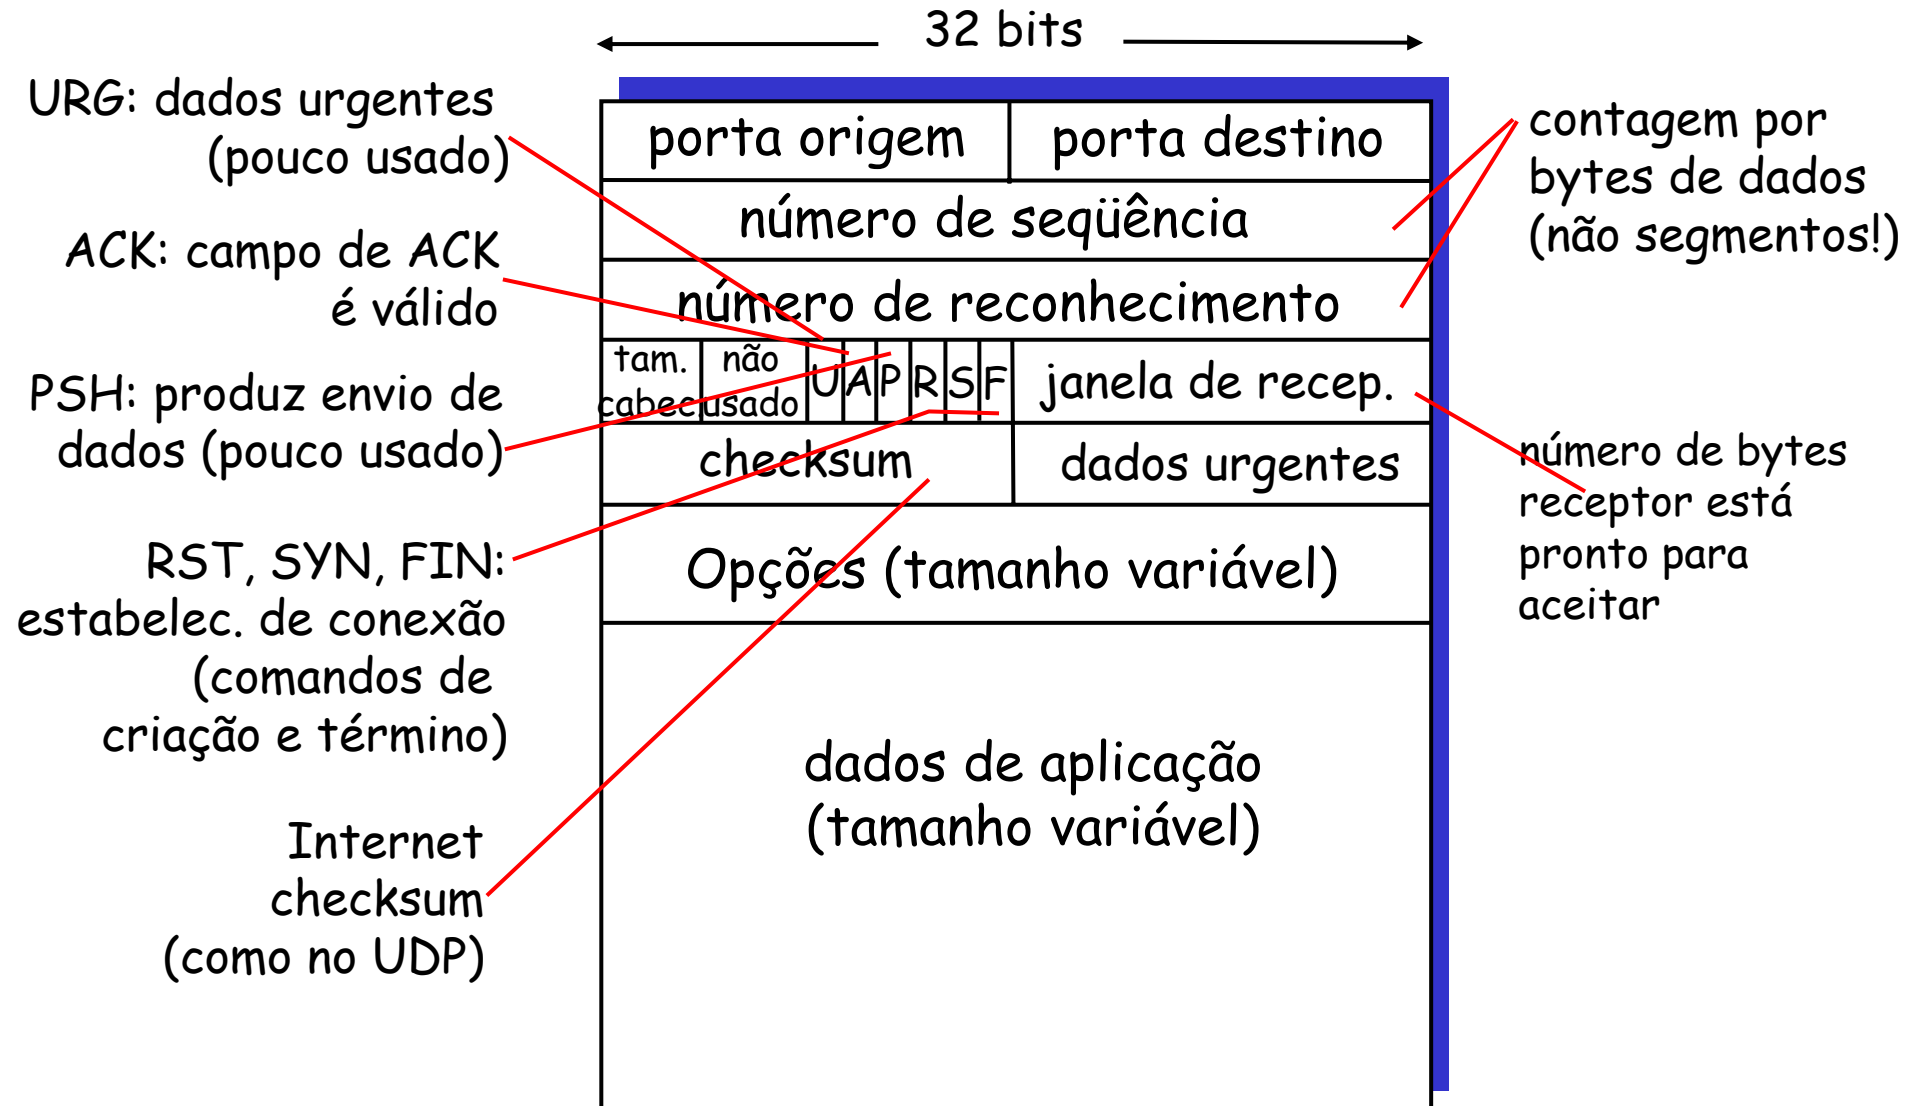 32 bits
URG: dados urgentes
(pouco usado)
ACK: campo de ACK
é válido
PSH: produz envio de
dados (pouco usado)
RST, SYN, FIN:
estabelec. de conexão
(comandos de
criação e término)
Internet
checksum
(como no UDP)
porta origem
porta destino
número de seqüência
número de reconhecimento
tam.
cabec.
não
usado
U
A
P
R
S
F
janela de recep.
checksum
dados urgentes
Opções (tamanho variável)
dados de aplicação
(tamanho variável)
contagem por
bytes de dados
(não segmentos!)
número de bytes
receptor está
pronto para
aceitar